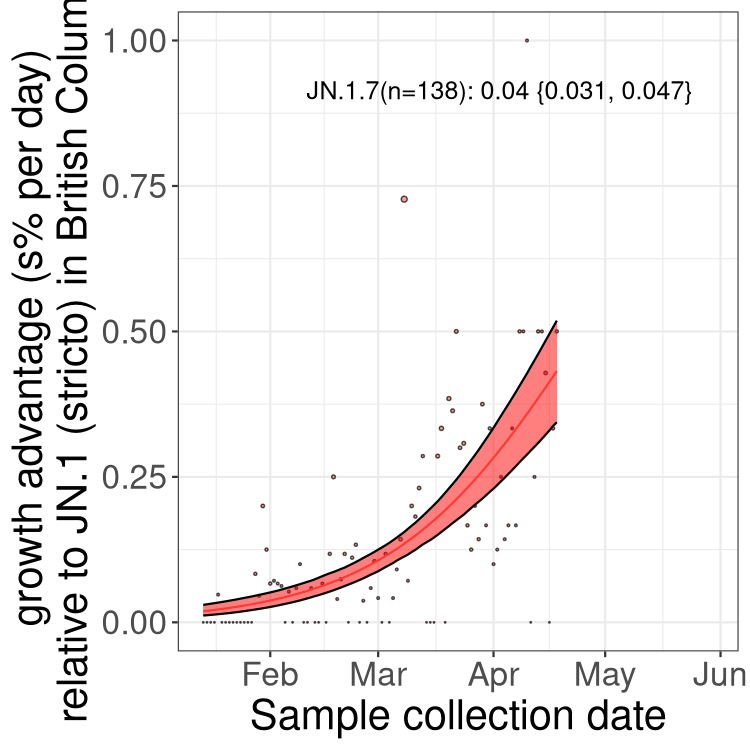 growth advantage (s% per day)
relative to JN.1 (stricto) in British Colum
1.00
0.75
0.50
0.25
0.00
JN.1.7(n=138): 0.04 {0.031, 0.047}
Feb Mar Apr May Jun
Sample collection date